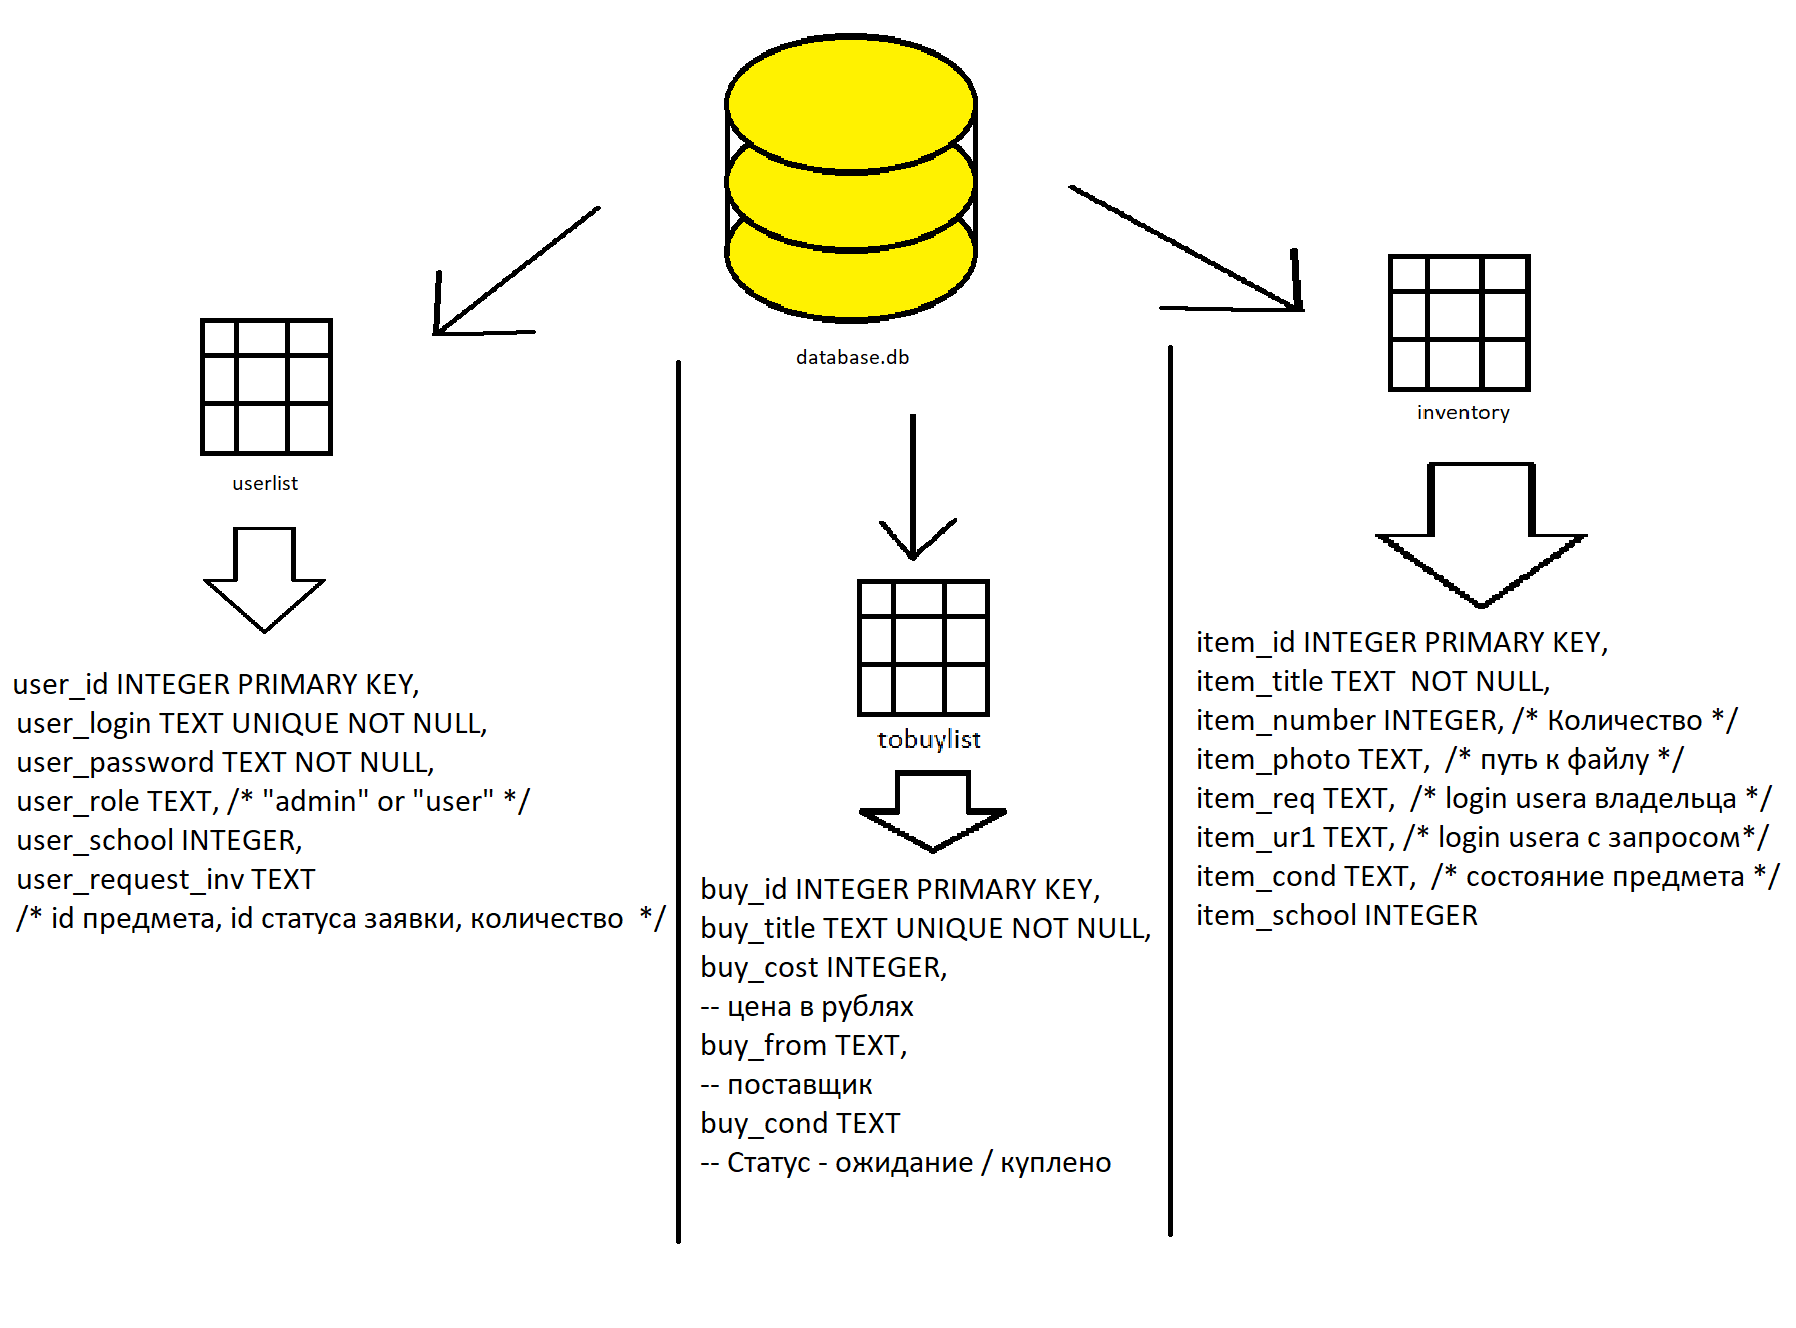 database.db
userlist
user_id INTEGER PRIMARY KEY,
user_login TEXT UNIQUE NOT NULL,
user_password TEXT NOT NULL,
user_role TEXT, /* "admin" or "user" */
user_school INTEGER,
user_request_inv TEXT
/* id предмета, id статуса заявки, количество */
tobuylist
buy_id INTEGER PRIMARY KEY,
buy_title TEXT UNIQUE NOT NULL,
buy_cost INTEGER,
-- цена в рублях
buy_from TEXT,
-- поставщик
buy_cond TEXT
-- Статус - ожидание / куплено
inventory
item_id INTEGER PRIMARY KEY,
item_title TEXT  NOT NULL,
item_number INTEGER, /* Количество */
item_photo TEXT,  /* путь к файлу */
item_req TEXT,  /* login usera владельца */
item_ur1 TEXT, /* login usera с запросом*/
item_cond TEXT,  /* состояние предмета */
item_school INTEGER